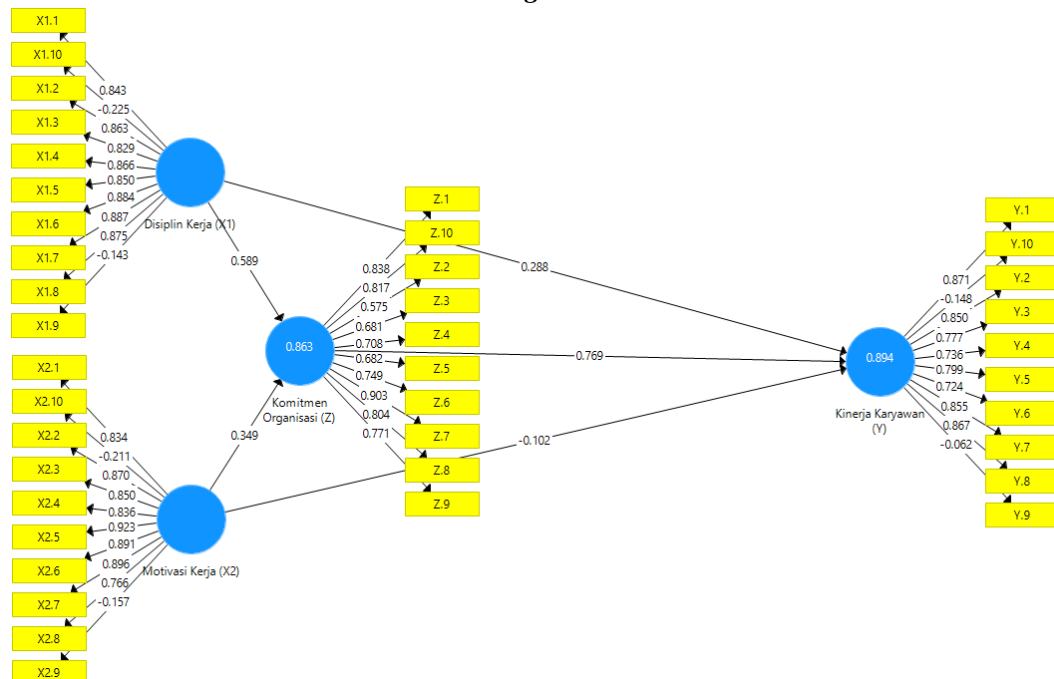 X1.1
X1.10
X1.2
X1.3
X1.4
X1.5
X1.6
X1.7
X1.8
X1.9
0.843
-0.225
0.863
0.829
0.866
0.850
0.884
0.887
0.875
-0.143
Disiplin Kerja (X1)
0.589
0.288
X2.1
X2.10
X2.2
X2.3
X2.4
X2.5
X2.6
X2.7
X2.8
X2.9
0.834
-0.211
0.870
0.850
0.836
0.923
0.891
0.896
0.766
-0.157
Motivasi Kerja (X2)
0.349
-0.102
0.863
Komitmen
Organisasi (Z)
0.769
0.838
0.817
0.575
0.681
0.708
0.682
0.749
0.903
0.804
0.771
Z.1
Z.10
Z.2
Z.3
Z.4
Z.5
Z.6
Z.7
Z.8
Z.9
0.894
Kinerja Karyawan
(Y)
0.871
-0.148
0.850
0.777
0.736
0.799
0.724
0.855
0.867
-0.062
Y.1
Y.10
Y.2
Y.3
Y.4
Y.5
Y.6
Y.7
Y.8
Y.9